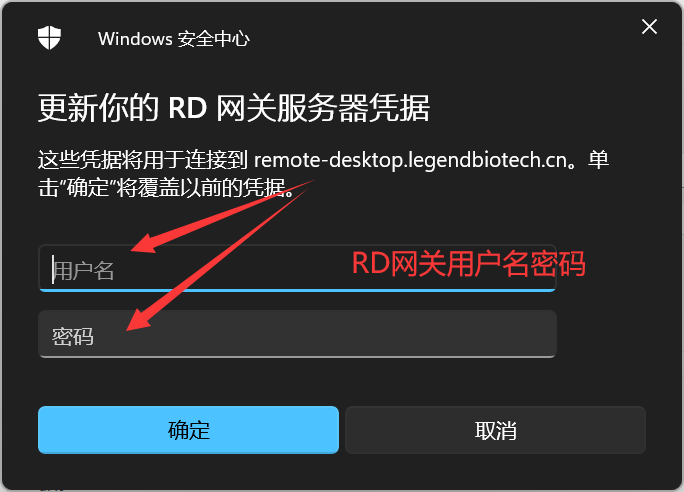 Windows 安全中心
更新你的 RD 网关服务器凭据
这些凭据将用于连接到 remote-desktop.legendbiotech.cn。单
击"确定"将覆盖以前的凭据。
用户名
RD网关用户名密码
密码
确定
取消